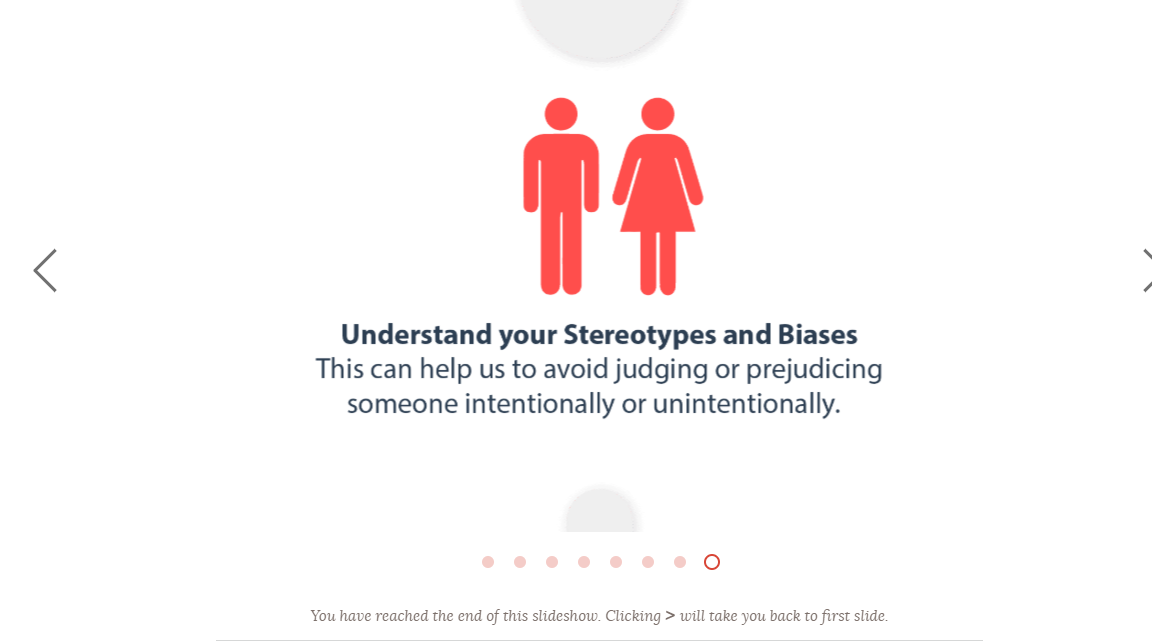 Understand your Stereotypes and Biases
This can help us to avoid judging or prejudicing
someone intentionally or unintentionally.
You have reached the end of this slideshow. Clicking > will take you back to first slide.